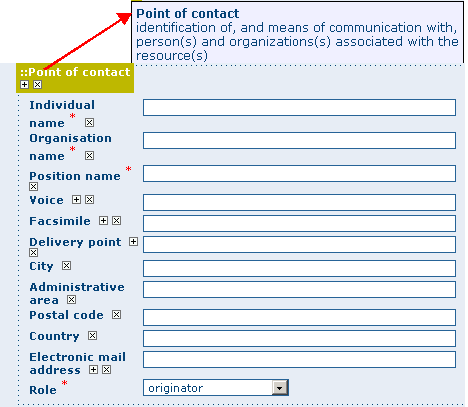 Point of contact
identification of, and means of communication with,
person(s) and organizations(s) associated with the
resource(s)
::Point of contact
Individual
name *
Organisation
name *
Position name *
Voice
Facsimile
Delivery point
City
Administrative
area
Postal code
Country
Electronic mail
address
Role * originator